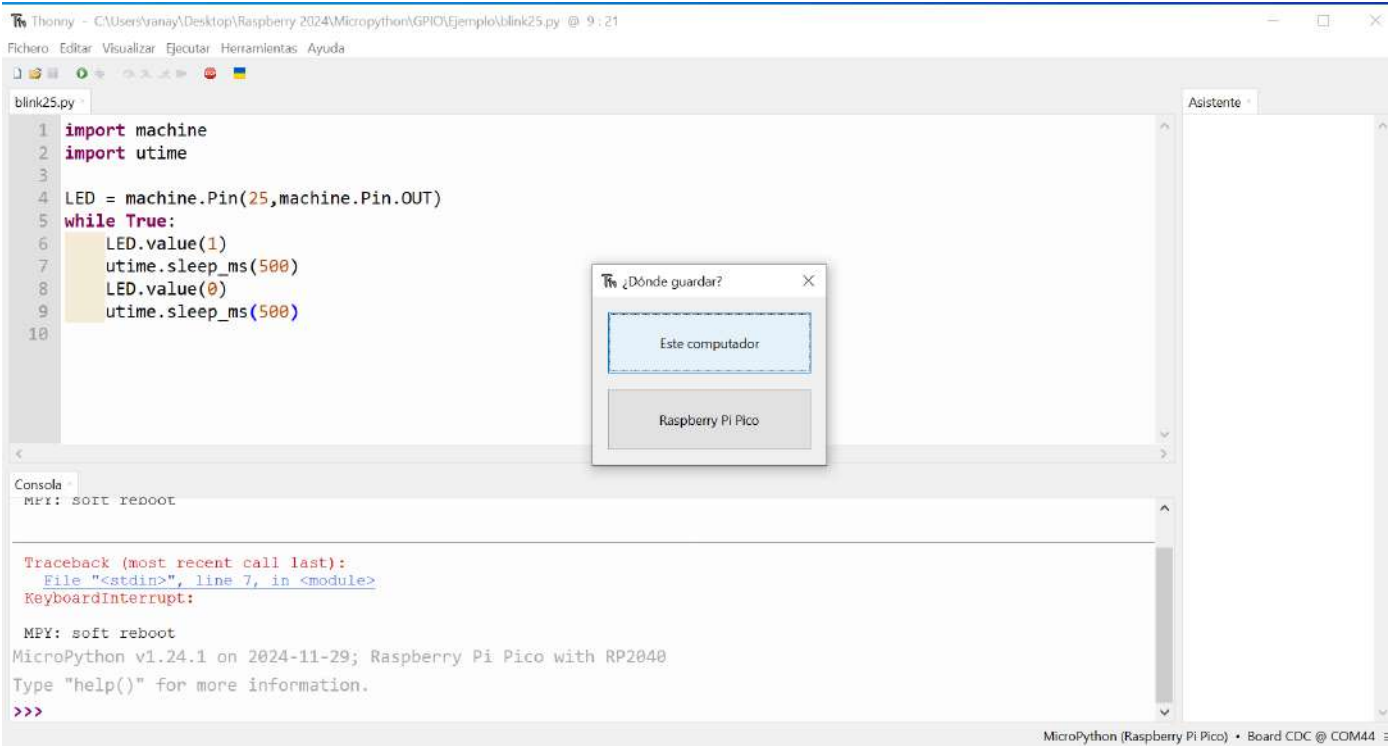 Thonny - C:\Users\ranay\Desktop\Raspberry 2024\Micropython\GPIO\Ejemplo\blink25.py @ 9 : 21
Fichero Editar Visualizar Ejecutar Herramientas Ayuda
blink25.py
1 import machine
2 import utime
3
4 LED = machine.Pin(25,machine.Pin.OUT)
5 while True:
6 LED.value(1)
7 utime.sleep_ms(500)
8 LED.value(0)
9 utime.sleep_ms(500)
10
Asistente
¿Dónde guardar?
Este computador
Raspberry Pi Pico
Consola
MPY: soft reboot
Traceback (most recent call last):
File "<stdin>", line 7, in <module>
KeyboardInterrupt:
MPY: soft reboot
MicroPython v1.24.1 on 2024-11-29; Raspberry Pi Pico with RP2040
Type "help()" for more information.
>>>
MicroPython (Raspberry Pi Pico) • Board CDC @ COM44